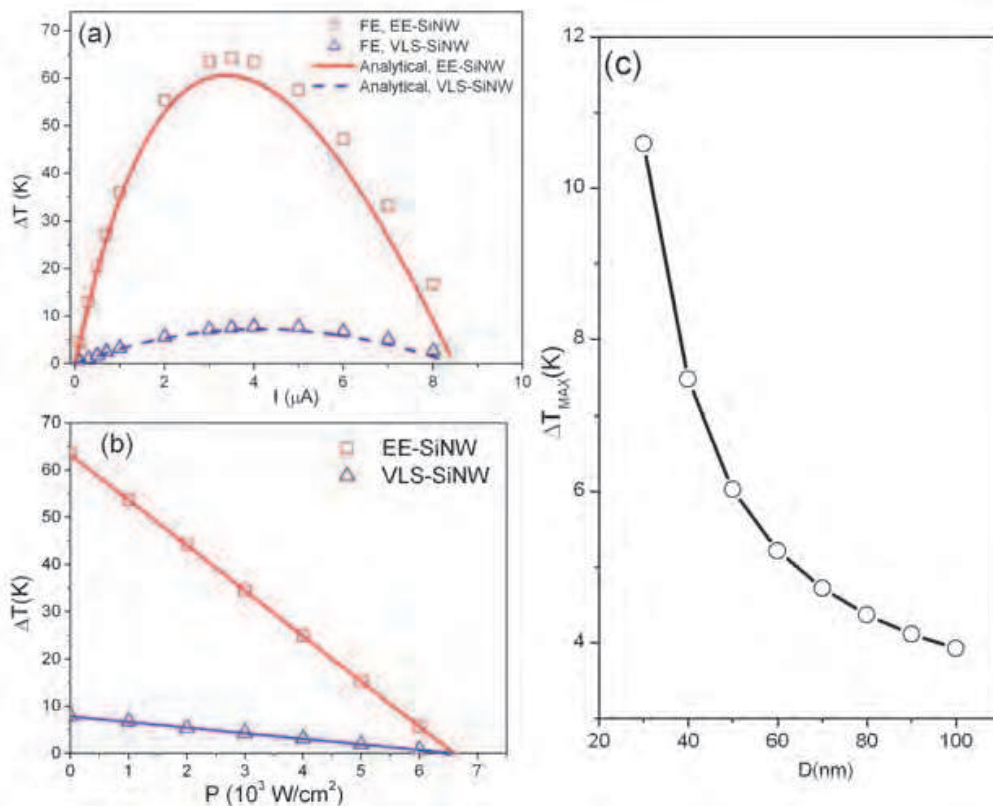 (a)
FE, EE-SiNW
FE, VLS-SiNW
Analytical, EE-SiNW
Analytical, VLS-SiNW
70
60
50
40
30
20
10
0
ΔT (K)
0 2 4 6 8 10
I (μA)
(b)
EE-SiNW
VLS-SiNW
70
60
50
40
30
20
10
0
ΔT(K)
0 1 2 3 4 5 6 7
P (10³ W/cm²)
(c)
12
10
8
6
4
ΔT_MAX(K)
20 40 60 80 100
D(nm)